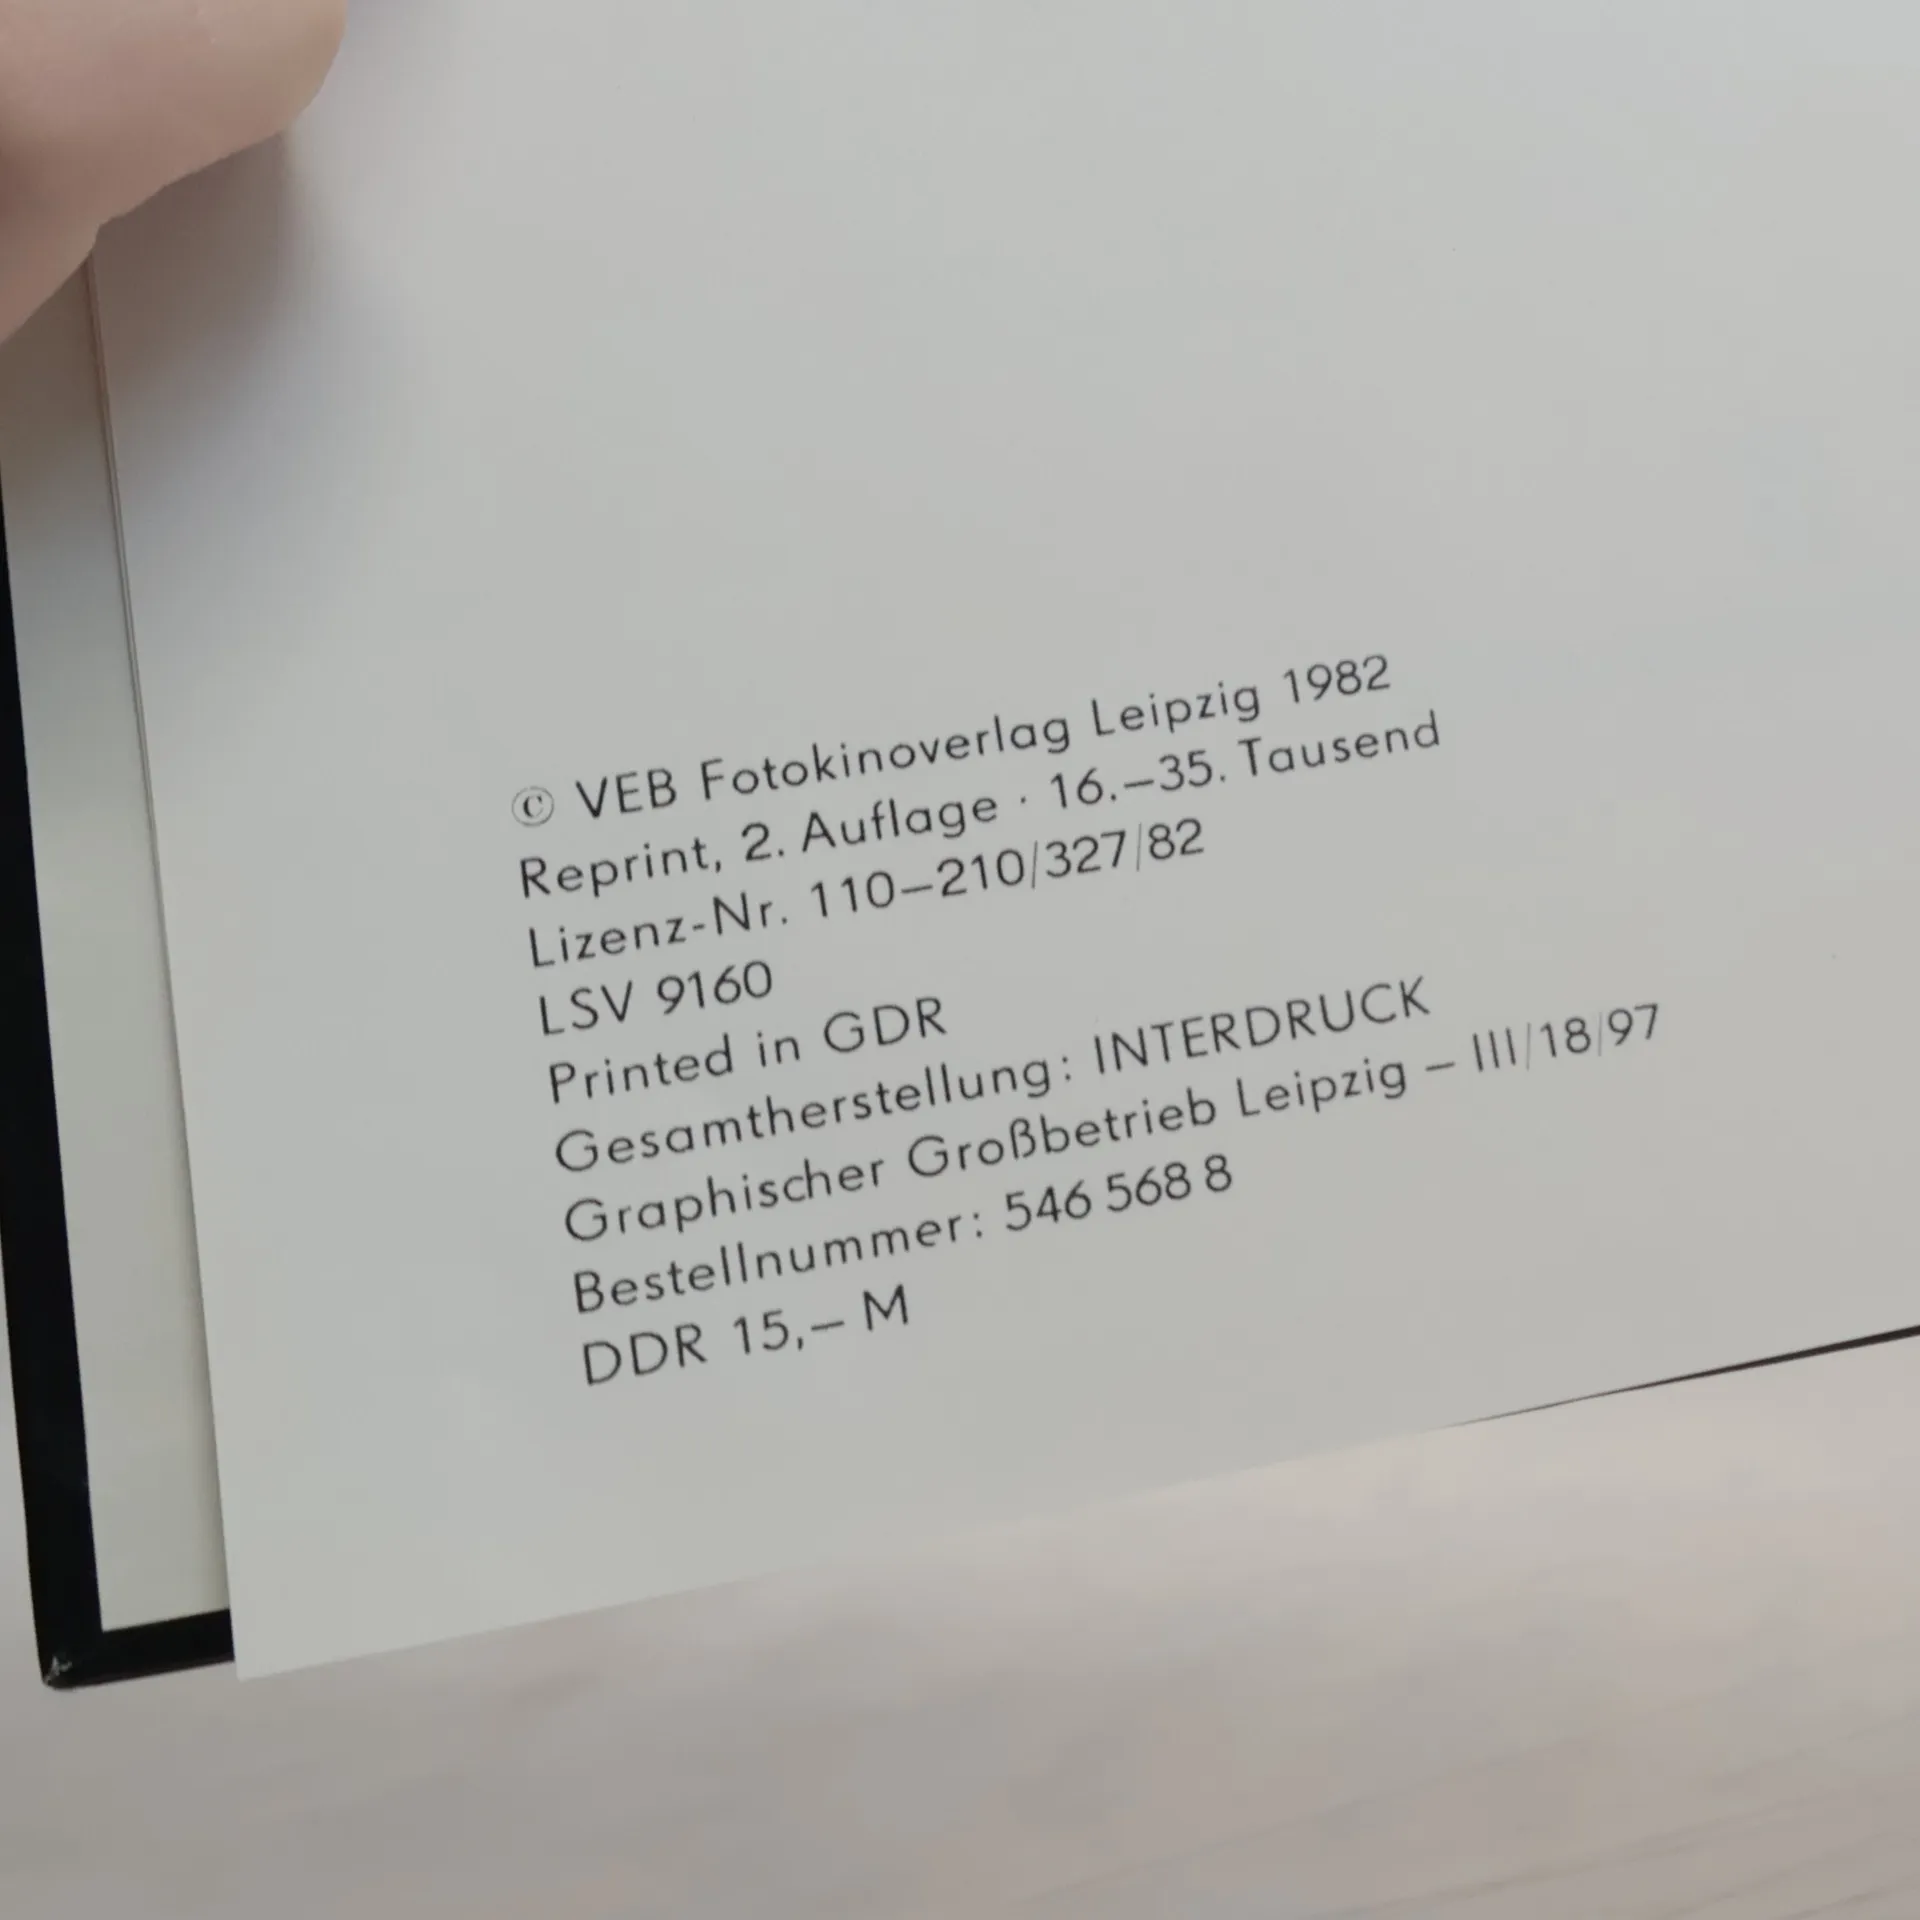 © VEB Fotokinoverlag Leipzig 1982
Reprint, 2. Auflage · 16.–35. Tausend
Lizenz-Nr. 110–210/327/82
LSV 9160
Printed in GDR
Gesamtherstellung: INTERDRUCK
Graphischer Großbetrieb Leipzig – III/18/97
Bestellnummer: 546 568 8
DDR 15,– M